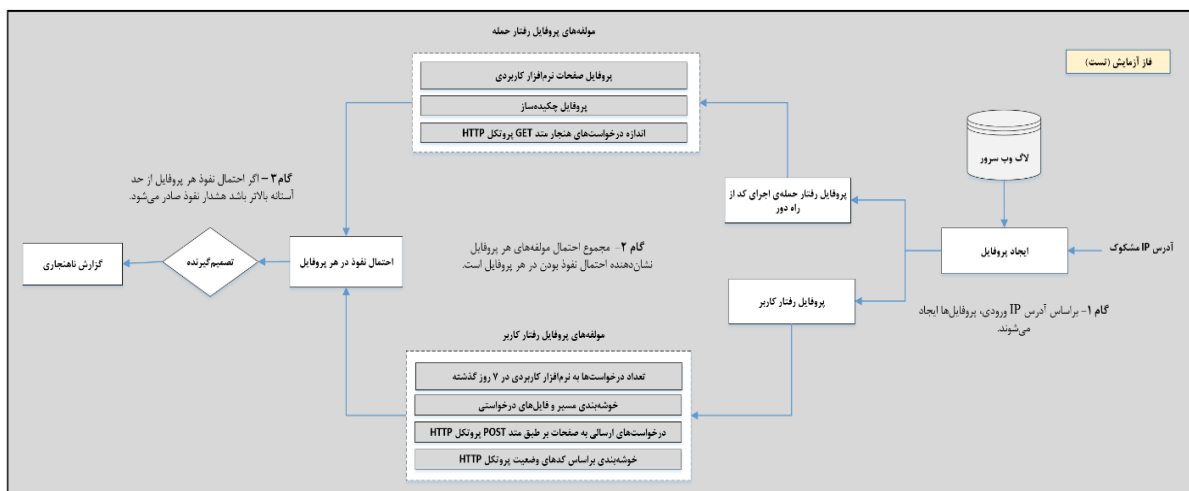 فاز آزمایش (تست)
لاگ وب سرور
آدرس IP مشکوک
ایجاد پروفایل
گام ۱- براساس آدرس IP ورودی، پروفایل‌ها ایجاد
می‌شوند.
پروفایل رفتار حمله‌ی اجرای کد از
راه دور
پروفایل رفتار کاربر
مولفه‌های پروفایل رفتار حمله
پروفایل صفحات نرم‌افزار کاربردی
پروفایل چکیده‌ساز
اندازه درخواست‌های هنجار متد GET پروتکل HTTP
گام ۲- مجموع احتمال مولفه‌های هر پروفایل
نشان‌دهنده احتمال نفوذ بودن در هر پروفایل است.
مولفه‌های پروفایل رفتار کاربر
تعداد درخواست‌ها به نرم‌افزار کاربردی در ۷ روز گذشته
خوشه‌بندی مسیر و فایل‌های درخواستی
درخواست‌های ارسالی به صفحات بر طبق متد POST پروتکل HTTP
خوشه‌بندی براساس کدهای وضعیت پروتکل HTTP
احتمال نفوذ در هر پروفایل
گام ۳ – اگر احتمال نفوذ هر پروفایل از حد
آستانه بالاتر باشد هشدار نفوذ صادر می‌شود.
تصمیم‌گیرنده
گزارش ناهنجاری